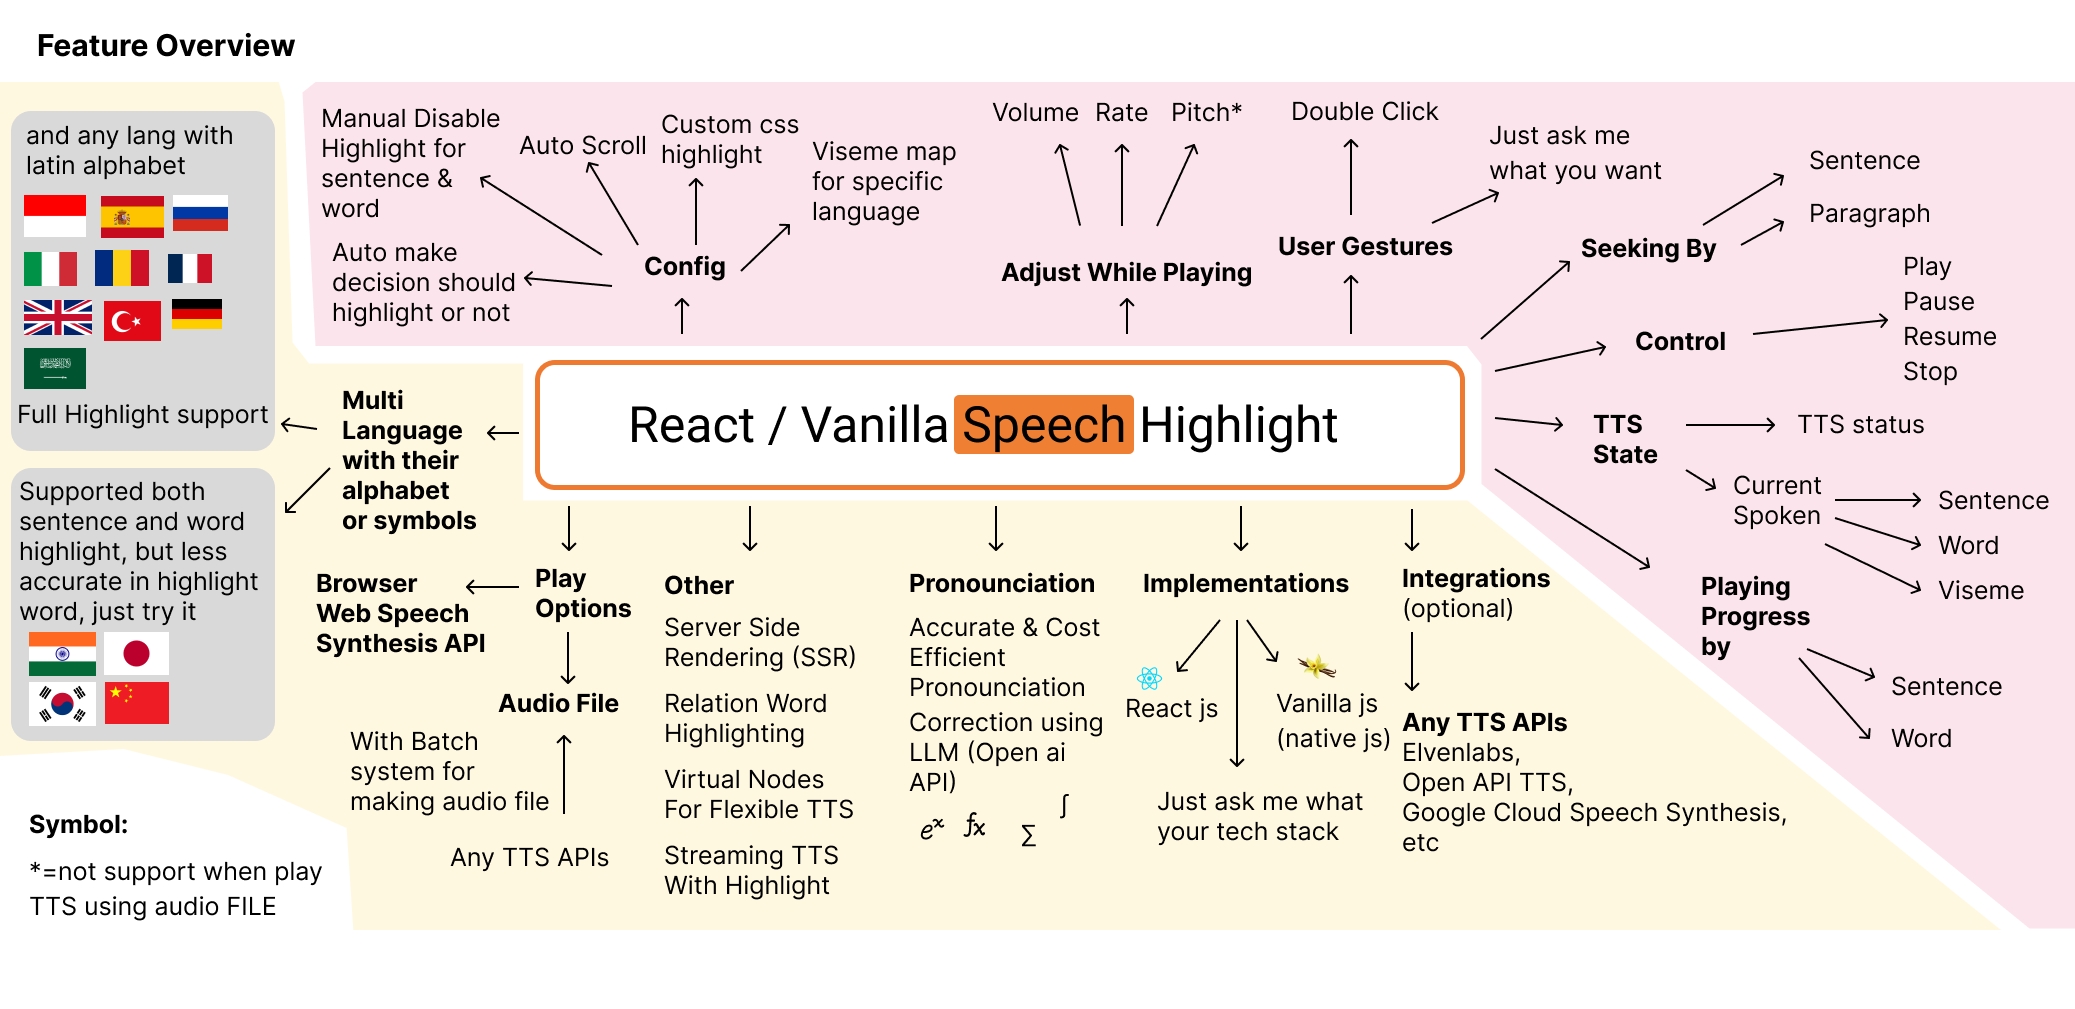 Feature Overview
and any lang with
latin alphabet
Full Highlight support
Supported both
sentence and word
highlight, but less
accurate in highlight
word, just try it
Symbol:
*=not support when play
TTS using audio FILE
Multi
Language
with their
alphabet
or symbols
Manual Disable
Highlight for
sentence &
word
Auto Scroll
Custom css
highlight
Viseme map
for specific
language
Auto make
decision should
highlight or not
Config
Volume
Rate
Pitch*
Adjust While Playing
Double Click
Just ask me
what you want
User Gestures
Seeking By
Sentence
Paragraph
Control
Play
Pause
Resume
Stop
TTS
State
TTS status
Current
Spoken
Sentence
Word
Viseme
Playing
Progress
by
Sentence
Word
React / Vanilla Speech Highlight
Play
Options
Browser
Web Speech
Synthesis API
Audio File
With Batch
system for
making audio file
Any TTS APIs
Other
Server Side
Rendering (SSR)
Relation Word
Highlighting
Virtual Nodes
For Flexible TTS
Streaming TTS
With Highlight
Pronounciation
Accurate & Cost
Efficient
Pronounciation
Correction using
LLM (Open ai
API)
eˣ fx ∑ ∫
Implementations
React js
Vanilla js
(native js)
Just ask me what
your tech stack
Integrations
(optional)
Any TTS APIs
Elvenlabs,
Open API TTS,
Google Cloud Speech Synthesis,
etc